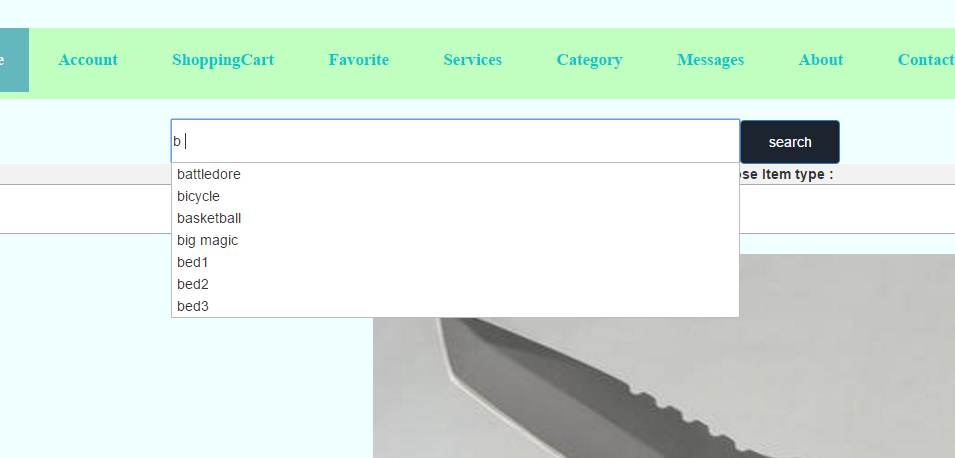 e Account ShoppingCart Favorite Services Category Messages About Contact
b search
ose Item type :
battledore
bicycle
basketball
big magic
bed1
bed2
bed3